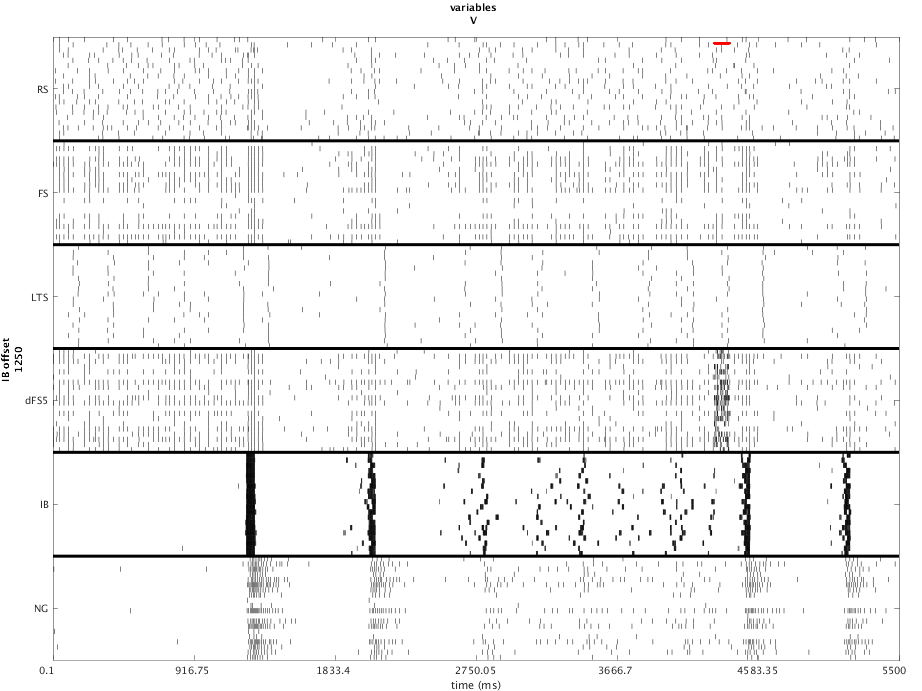 variables
V
RS
FS
LTS
dFS5
IB
NG
IB offset
1250
0.1 916.75 1833.4 2750.05 3666.7 4583.35 5500
time (ms)